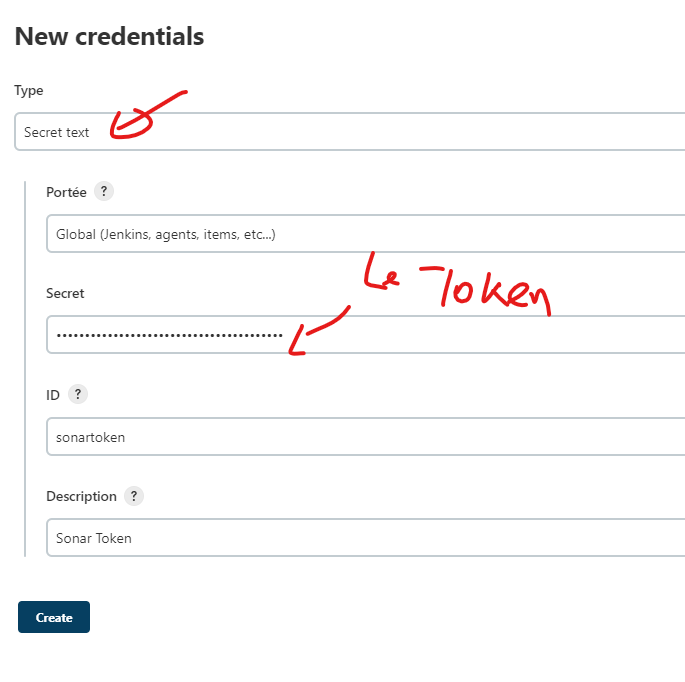 New credentials
Type
Secret text
Portée ?
Global (Jenkins, agents, items, etc...)
Le Token
Secret
••••••••••••••••••••••••••••••••••••••••
ID ?
sonartoken
Description ?
Sonar Token
Create